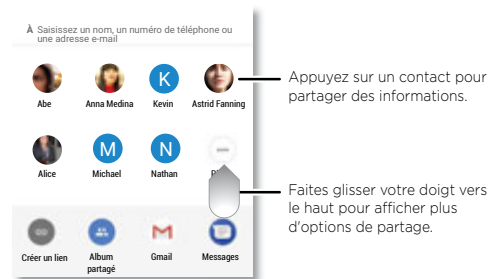 À Saisissez un nom, un numéro de téléphone ou
une adresse e-mail
K
Abe Anna Medina Kevin Astrid Fanning
Appuyez sur un contact pour
partager des informations.
M N
Alice Michael Nathan
Faites glisser votre doigt vers
le haut pour afficher plus
d'options de partage.
Créer un lien Album partagé Gmail Messages